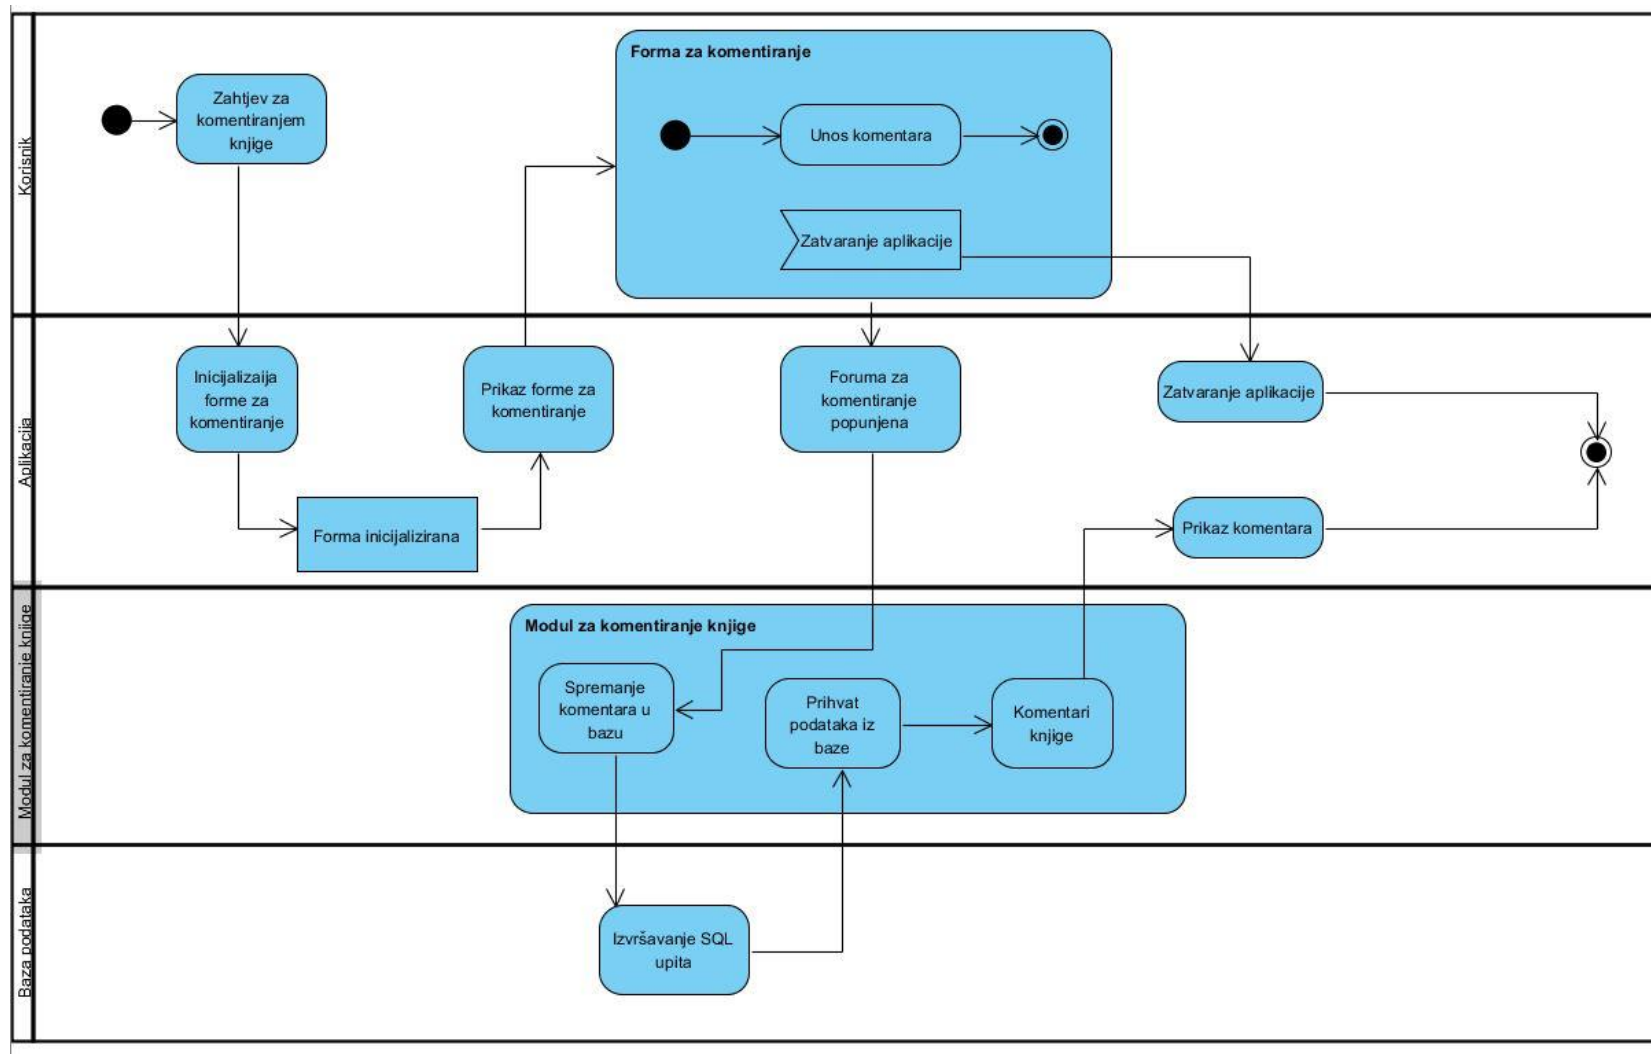 Korisnik
Zahtjev za
komentiranjem
knjige
Forma za komentiranje
Unos komentara
Zatvaranje aplikacije
Aplikacija
Inicijalizaija
forme za
komentiranje
Prikaz forme za
komentiranje
Foruma za
komentiranje
popunjena
Zatvaranje aplikacije
Forma inicijalizirana
Prikaz komentara
Modul za komentiranje knjige
Modul za komentiranje knjige
Spremanje
komentara u
bazu
Prihvat
podataka iz
baze
Komentari
knjige
Baza podataka
Izvršavanje SQL
upita